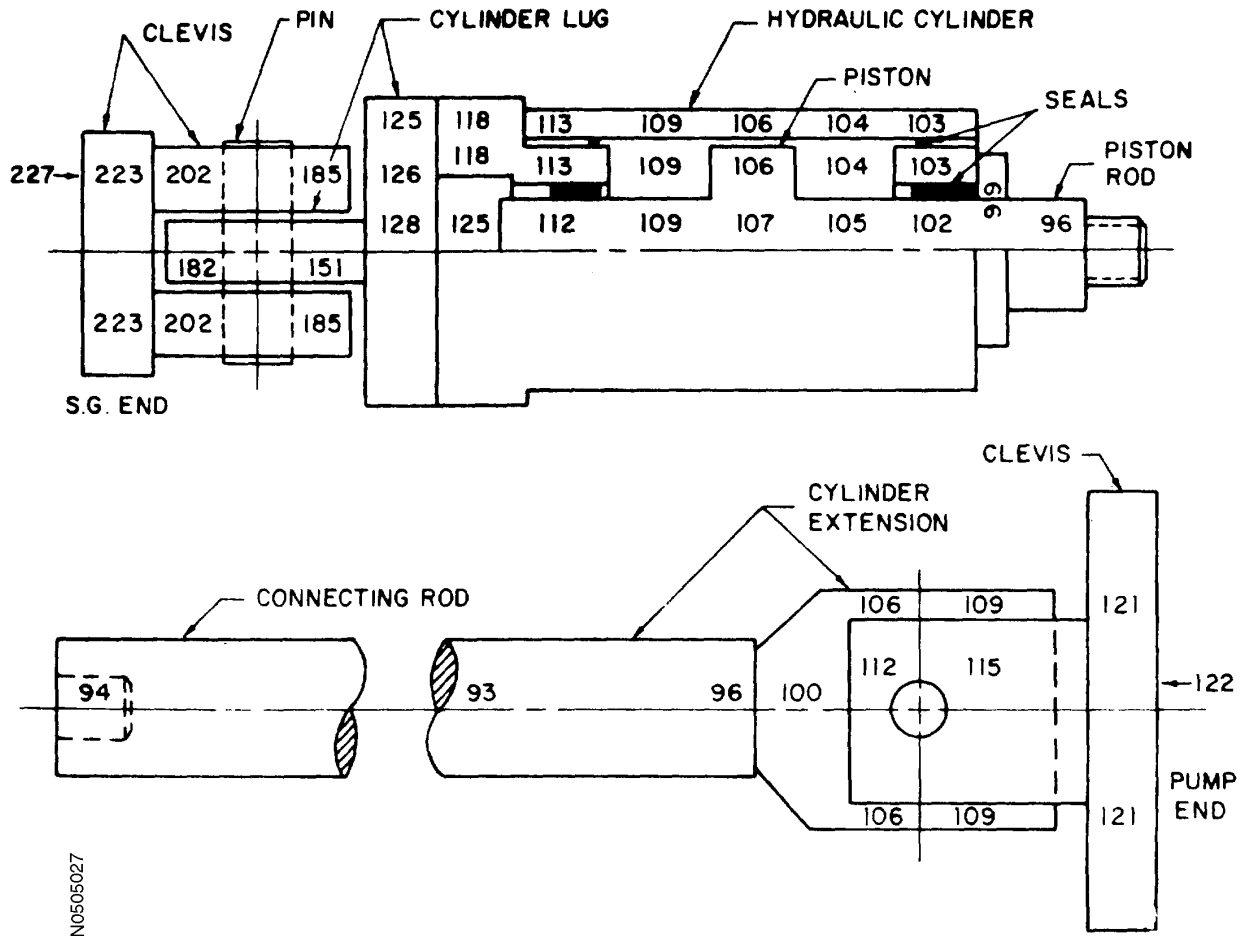 CLEVIS
PIN
CYLINDER LUG
HYDRAULIC CYLINDER
PISTON
SEALS
PISTON
ROD
125 118 113 109 106 104 103
118
227 223 202 185 126 113 109 106 104 103
99
128 125 112 109 107 105 102 96
182 151
223 202 185
S.G. END
CLEVIS
CYLINDER
EXTENSION
CONNECTING ROD
106 109 121
94 93 96 100 112 115 122
106 109 121
PUMP
END
N0505027